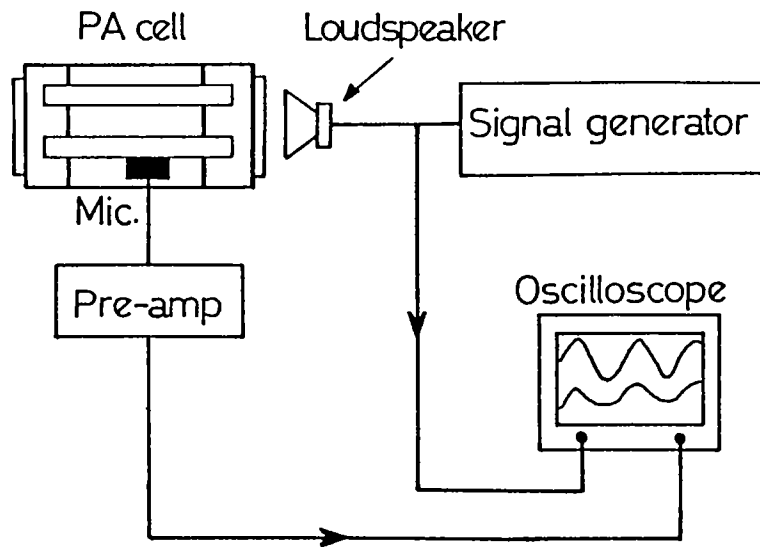 PA cell
Loudspeaker
Signal generator
Mic.
Pre-amp
Oscilloscope